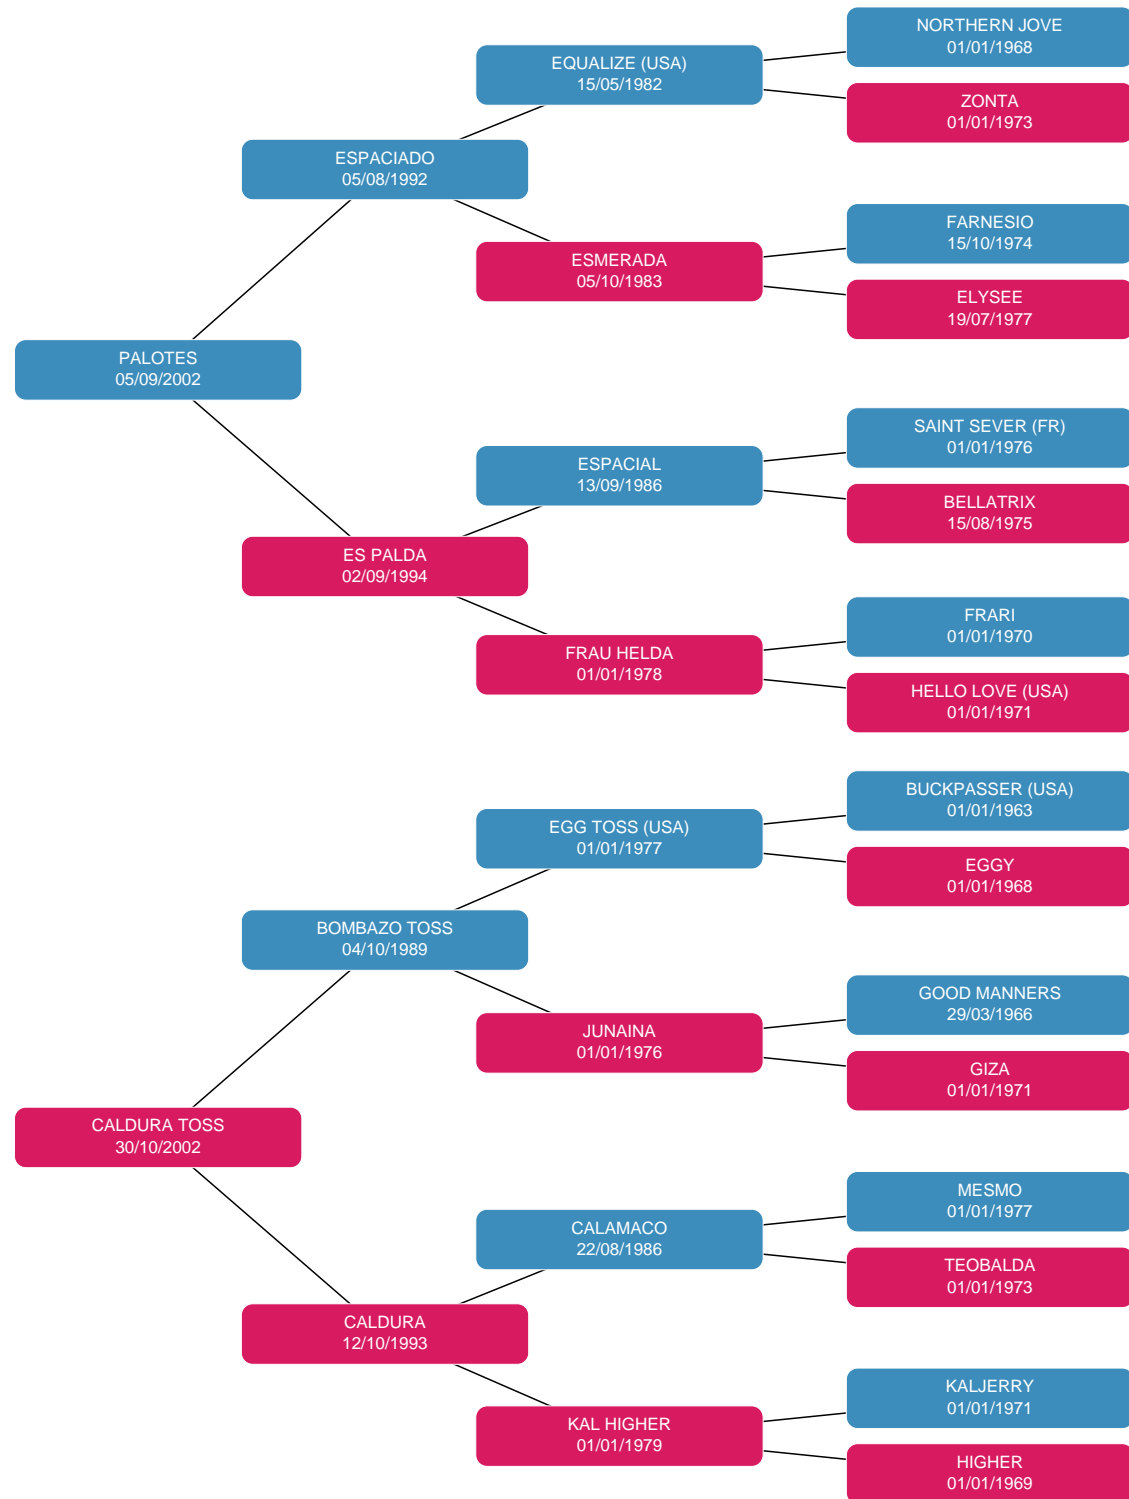 NORTHERN JOVE
01/01/1968
EQUALIZE (USA)
15/05/1982
ZONTA
01/01/1973
ESPACIADO
05/08/1992
FARNESIO
15/10/1974
ESMERADA
05/10/1983
ELYSEE
19/07/1977
PALOTES
05/09/2002
SAINT SEVER (FR)
01/01/1976
ESPACIAL
13/09/1986
BELLATRIX
15/08/1975
ES PALDA
02/09/1994
FRARI
01/01/1970
FRAU HELDA
01/01/1978
HELLO LOVE (USA)
01/01/1971
BUCKPASSER (USA)
01/01/1963
EGG TOSS (USA)
01/01/1977
EGGY
01/01/1968
BOMBAZO TOSS
04/10/1989
GOOD MANNERS
29/03/1966
JUNAINA
01/01/1976
GIZA
01/01/1971
CALDURA TOSS
30/10/2002
MESMO
01/01/1977
CALAMACO
22/08/1986
TEOBALDA
01/01/1973
CALDURA
12/10/1993
KALJERRY
01/01/1971
KAL HIGHER
01/01/1979
HIGHER
01/01/1969